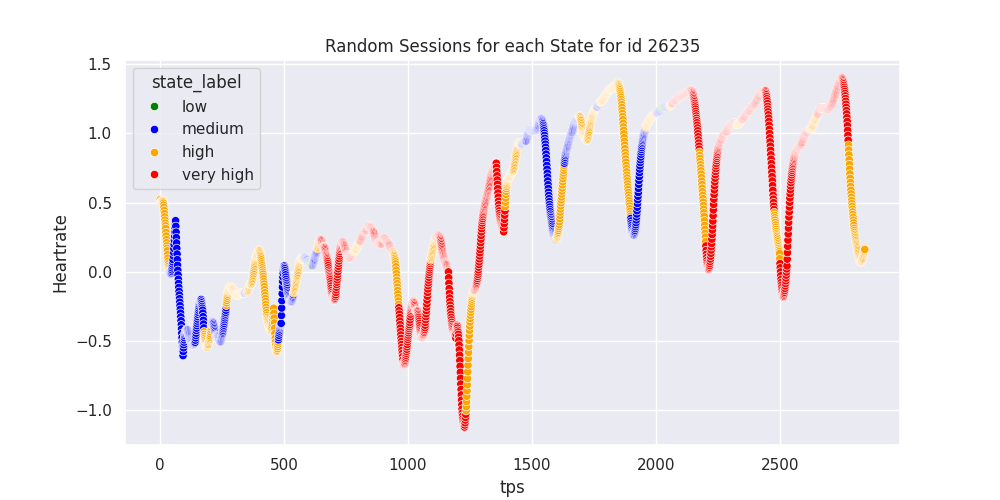 Random Sessions for each State for id 26235
state_label
low
medium
high
very high
Heartrate
1.5
1.0
0.5
0.0
−0.5
−1.0
0 500 1000 1500 2000 2500
tps